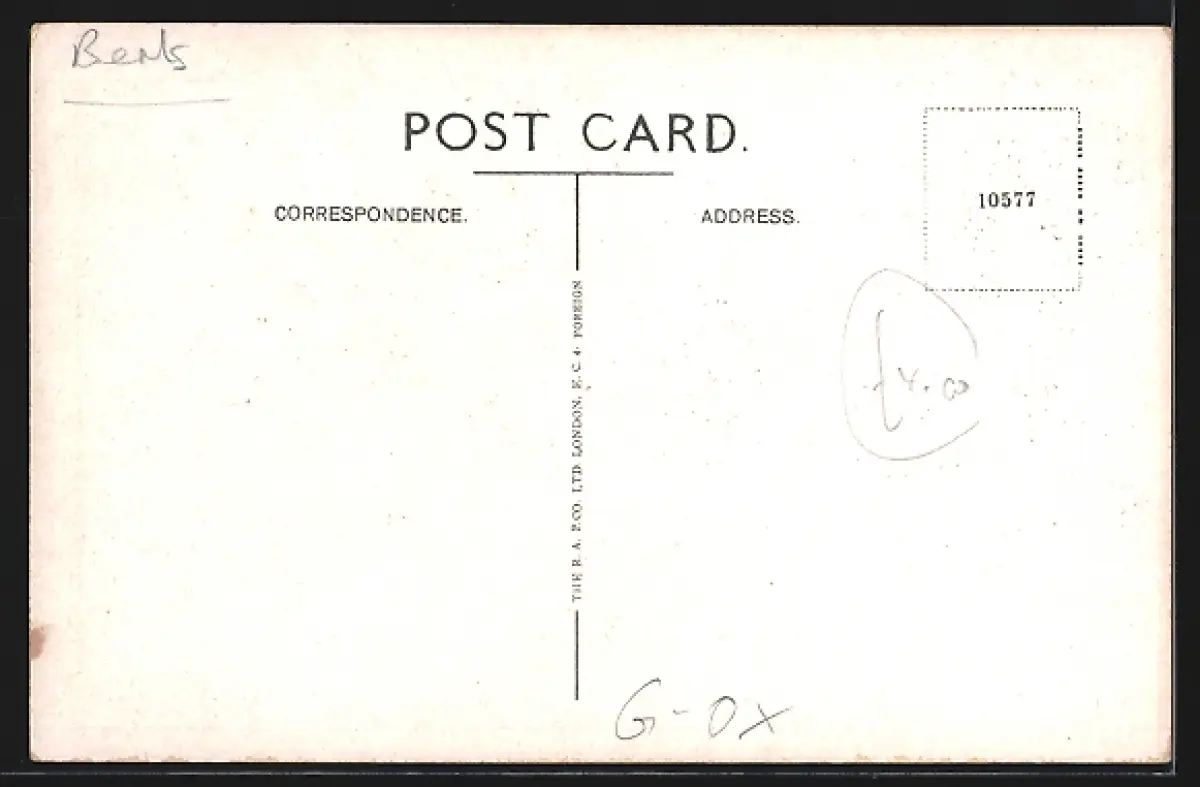 Berks
POST CARD.
CORRESPONDENCE.
ADDRESS.
10577
THE R. A. P. CO. LTD. LONDON, E. C. 4. FOREIGN
£4.00
G-OX